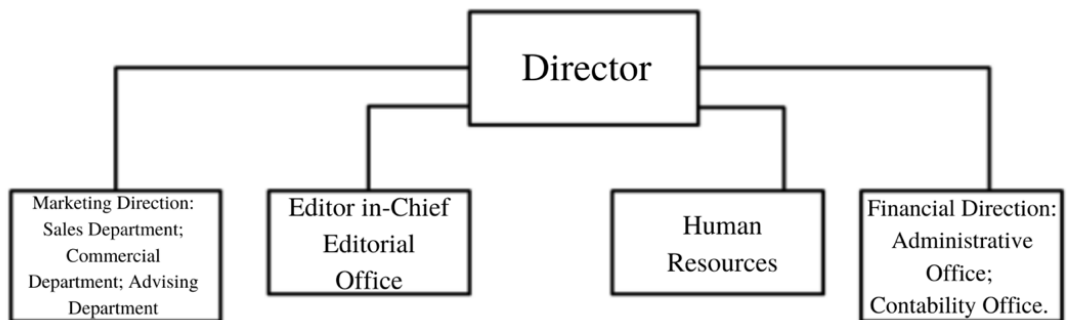 Director
Marketing Direction:
Sales Department;
Commercial
Department; Advising
Department
Editor in-Chief
Editorial
Office
Human
Resources
Financial Direction:
Administrative
Office;
Contability Office.